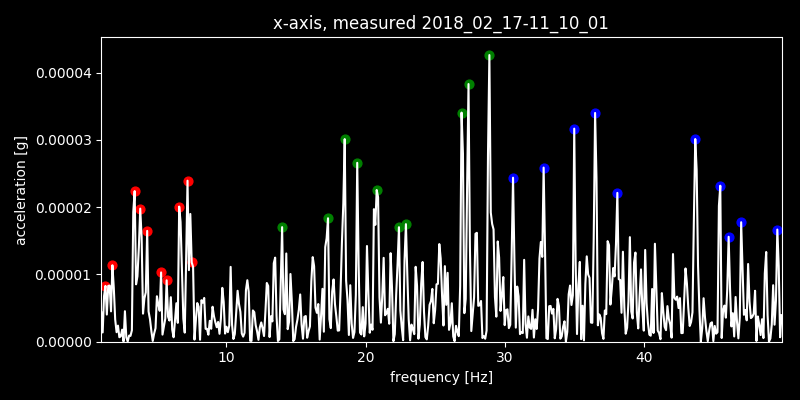 x-axis, measured 2018_02_17-11_10_01
0.00004
0.00003
0.00002
0.00001
0.00000
acceleration [g]
10 20 30 40
frequency [Hz]